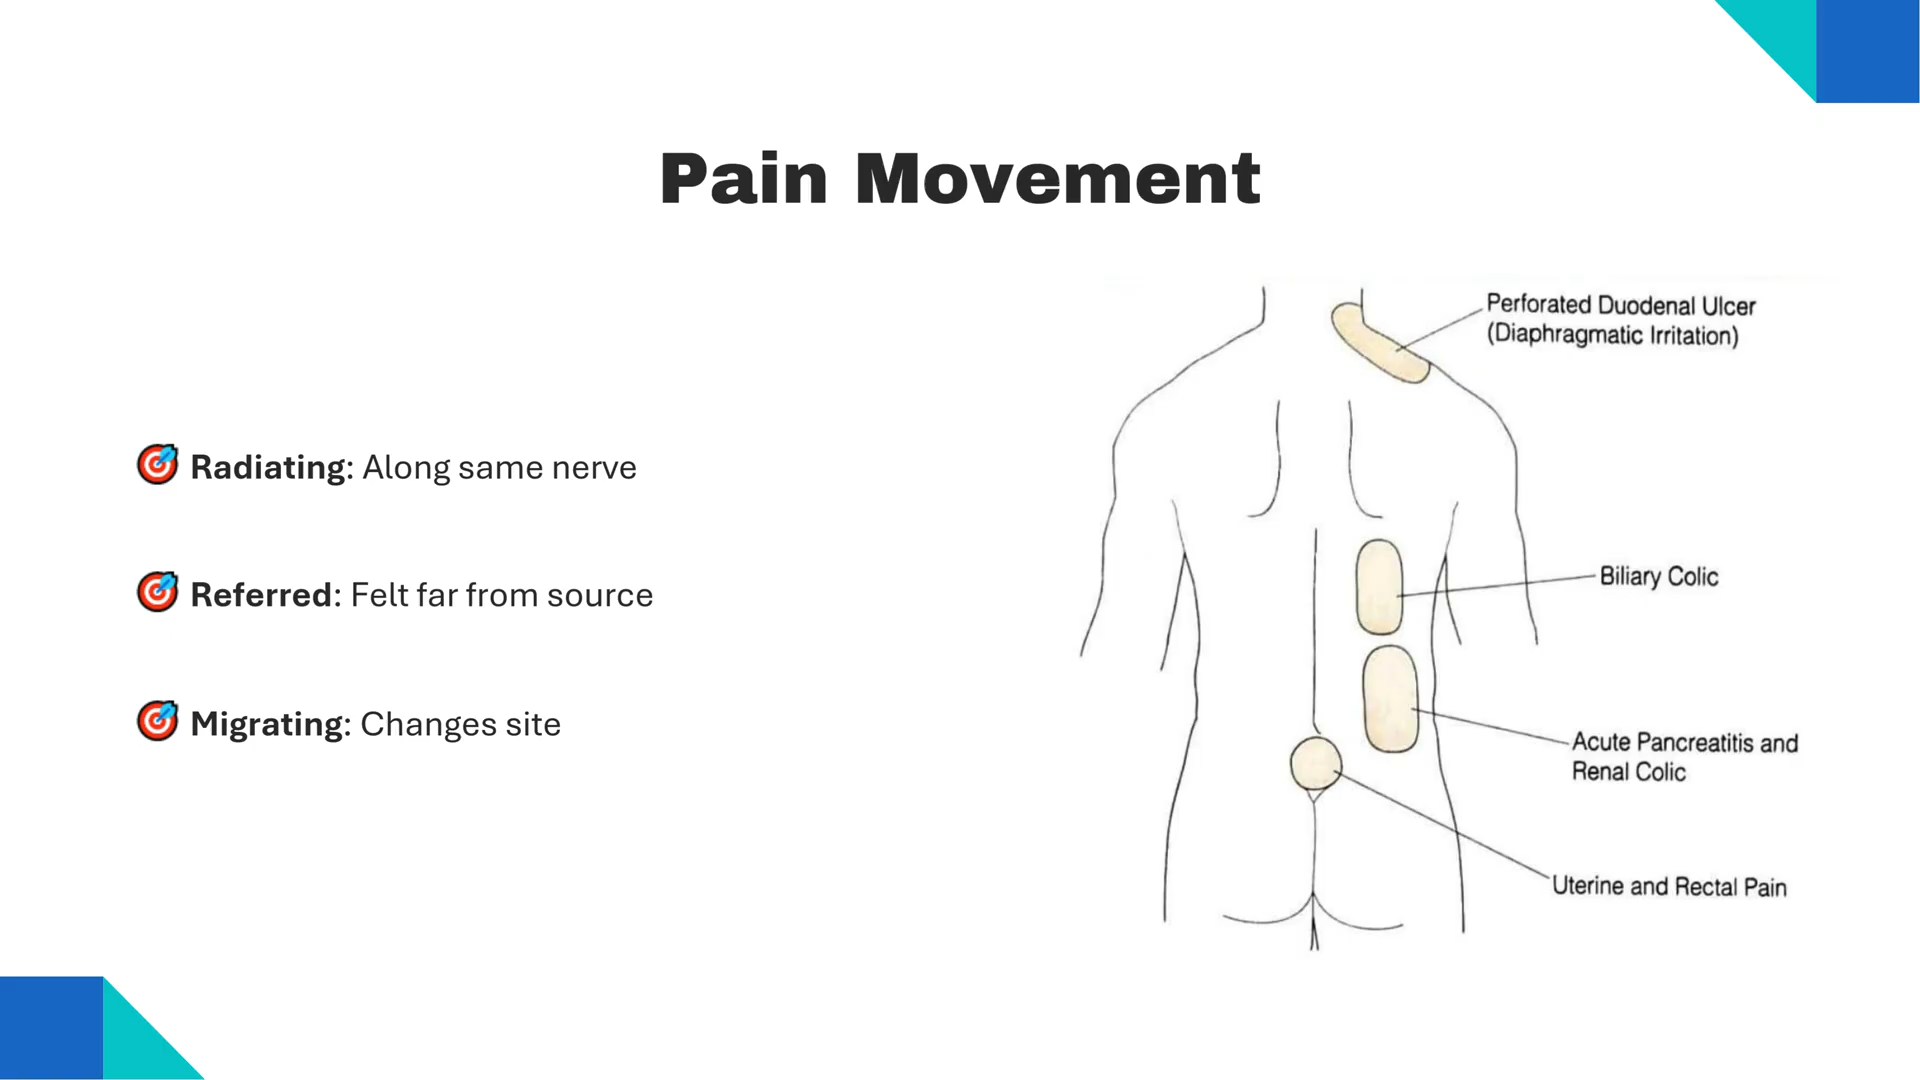 Pain Movement
Radiating: Along same nerve
Referred: Felt far from source
Migrating: Changes site
Perforated Duodenal Ulcer
(Diaphragmatic Irritation)
Biliary Colic
Acute Pancreatitis and
Renal Colic
Uterine and Rectal Pain